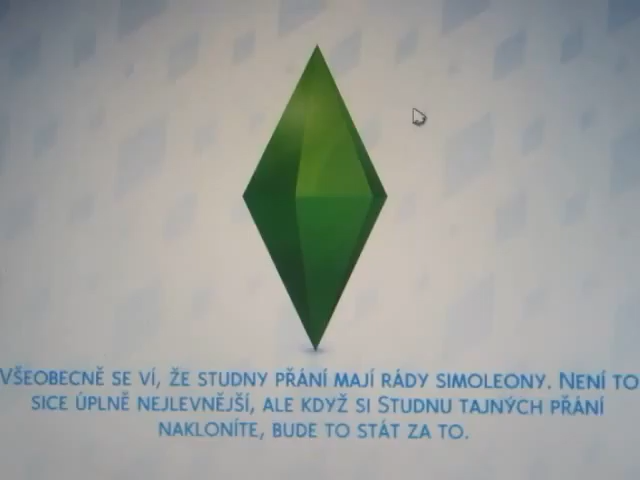 VŠEOBECNĚ SE VÍ, ŽE STUDNY PŘÁNÍ MAJÍ RÁDY SIMOLEONY. NENÍ TO
SICE ÚPLNĚ NEJLEVNĚJŠÍ, ALE KDYŽ SI STUDNU TAJNÝCH PŘÁNÍ
NAKLONÍTE, BUDE TO STÁT ZA TO.